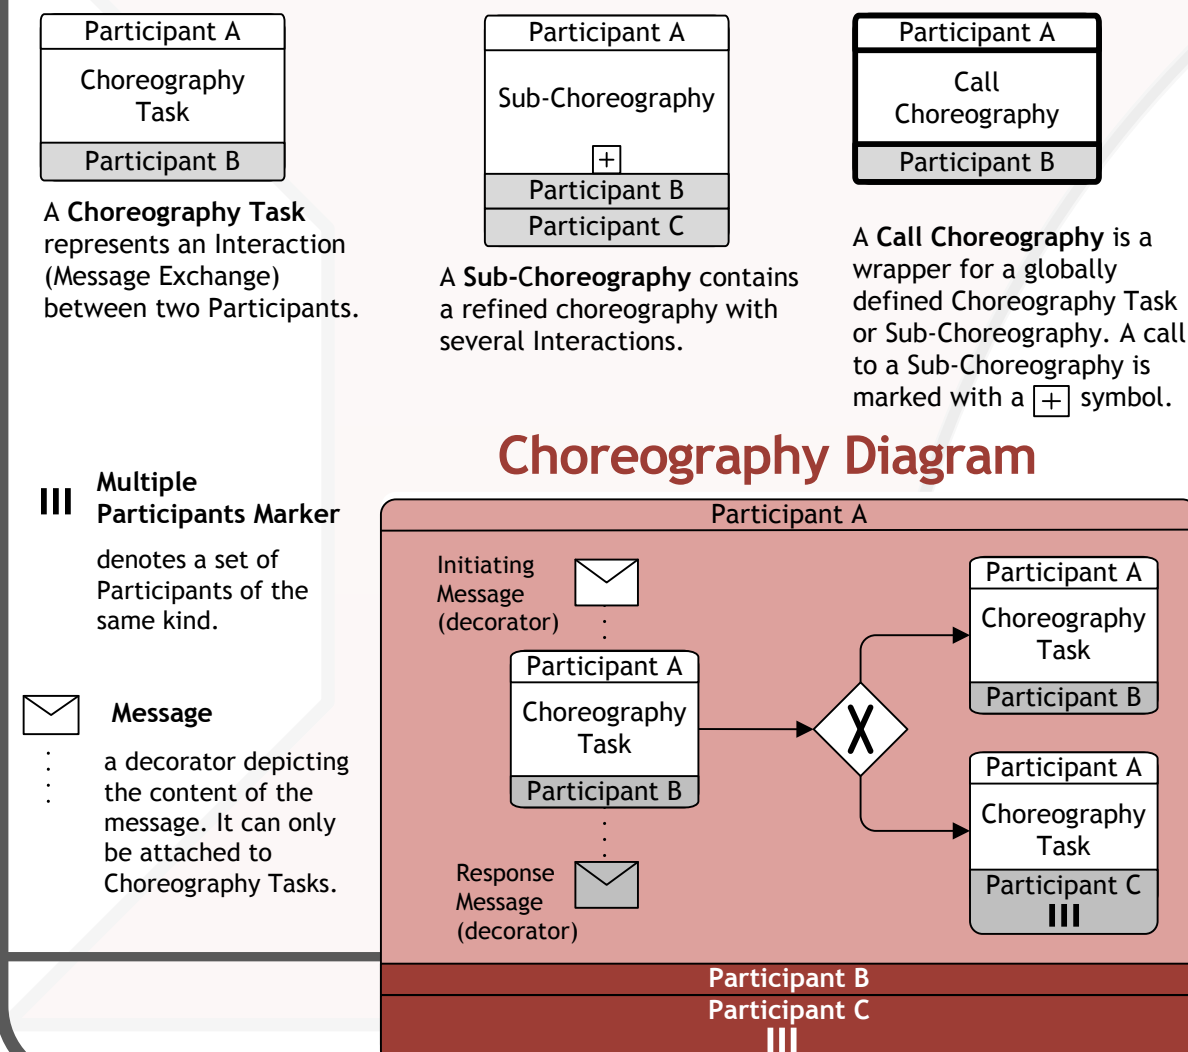 Participant A
Choreography
Task
Participant B
A Choreography Task
represents an Interaction
(Message Exchange)
between two Participants.
Participant A
Sub-Choreography
+
Participant B
Participant C
A Sub-Choreography contains
a refined choreography with
several Interactions.
Participant A
Call
Choreography
Participant B
A Call Choreography is a
wrapper for a globally
defined Choreography Task
or Sub-Choreography. A call
to a Sub-Choreography is
marked with a + symbol.
Multiple
Participants Marker
denotes a set of
Participants of the
same kind.
Message
a decorator depicting
the content of the
message. It can only
be attached to
Choreography Tasks.
Choreography Diagram
Participant A
Initiating
Message
(decorator)
Participant A
Choreography
Task
Participant B
Response
Message
(decorator)
X
Participant A
Choreography
Task
Participant B
Participant A
Choreography
Task
Participant C
Participant B
Participant C